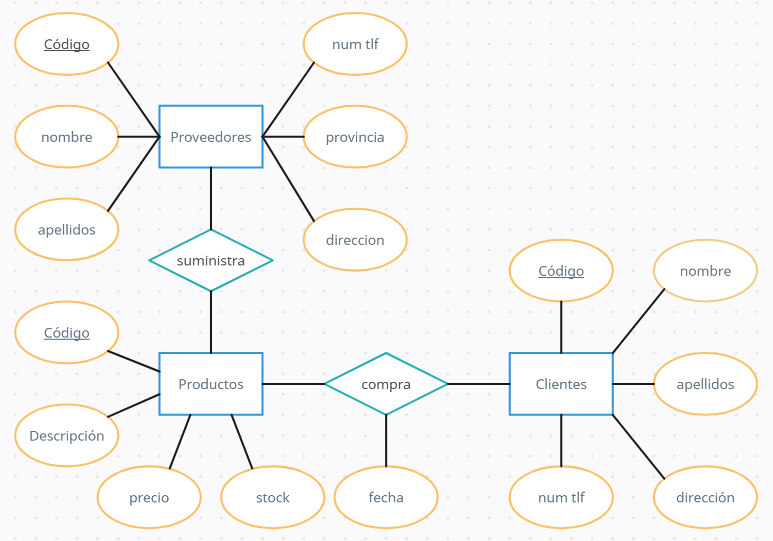 Código
num tlf
nombre
Proveedores
provincia
apellidos
direccion
suministra
Código
nombre
Código
Productos
compra
Clientes
apellidos
Descripción
precio
stock
fecha
num tlf
dirección